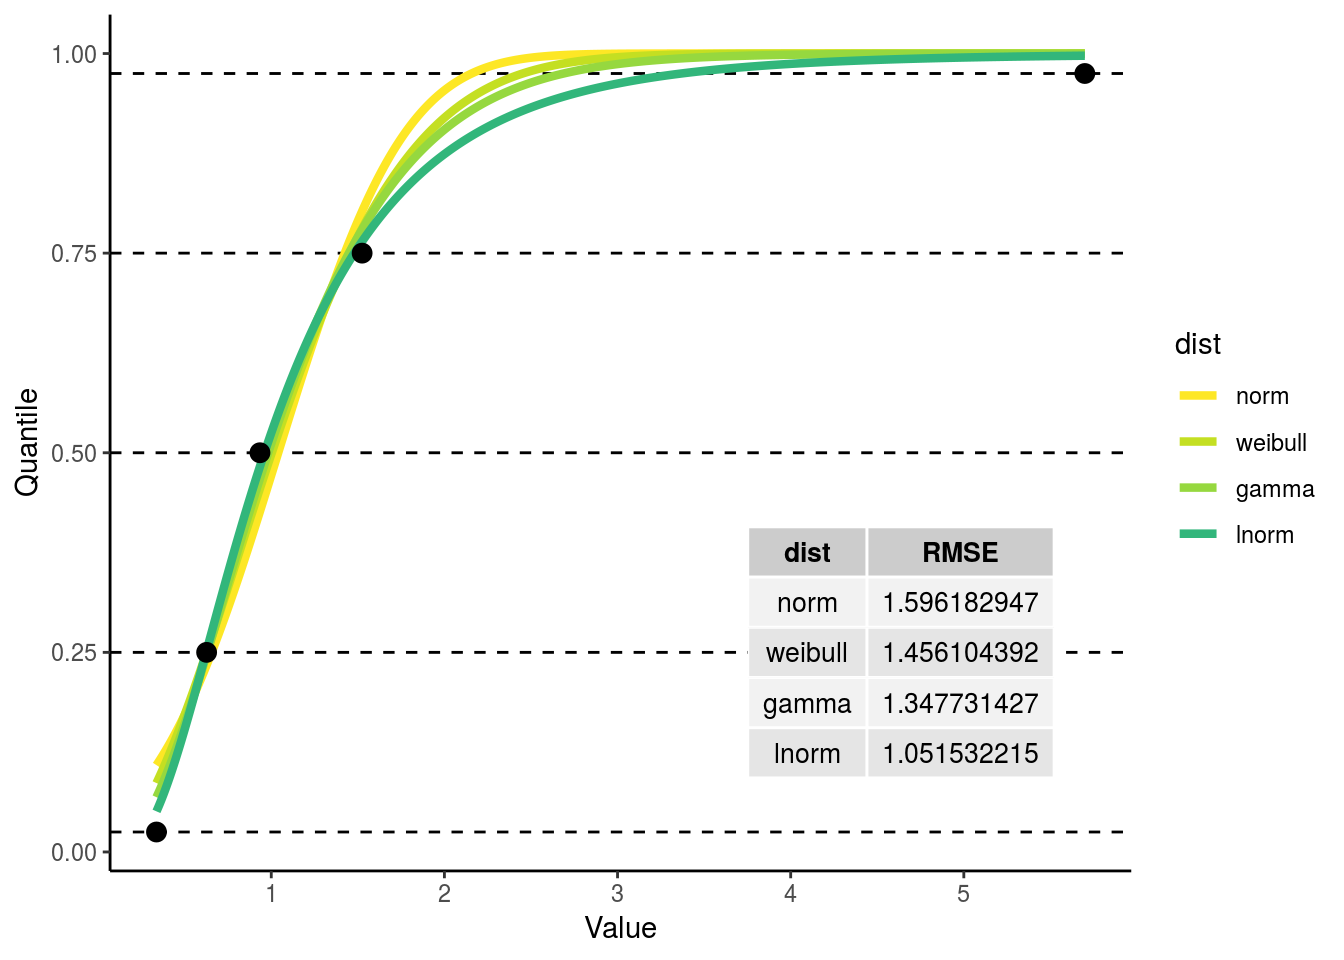 1.00
0.75
0.50
0.25
0.00
Quantile
1 2 3 4 5
Value
dist RMSE
norm 1.596182947
weibull 1.456104392
gamma 1.347731427
lnorm 1.051532215
dist
norm
weibull
gamma
lnorm